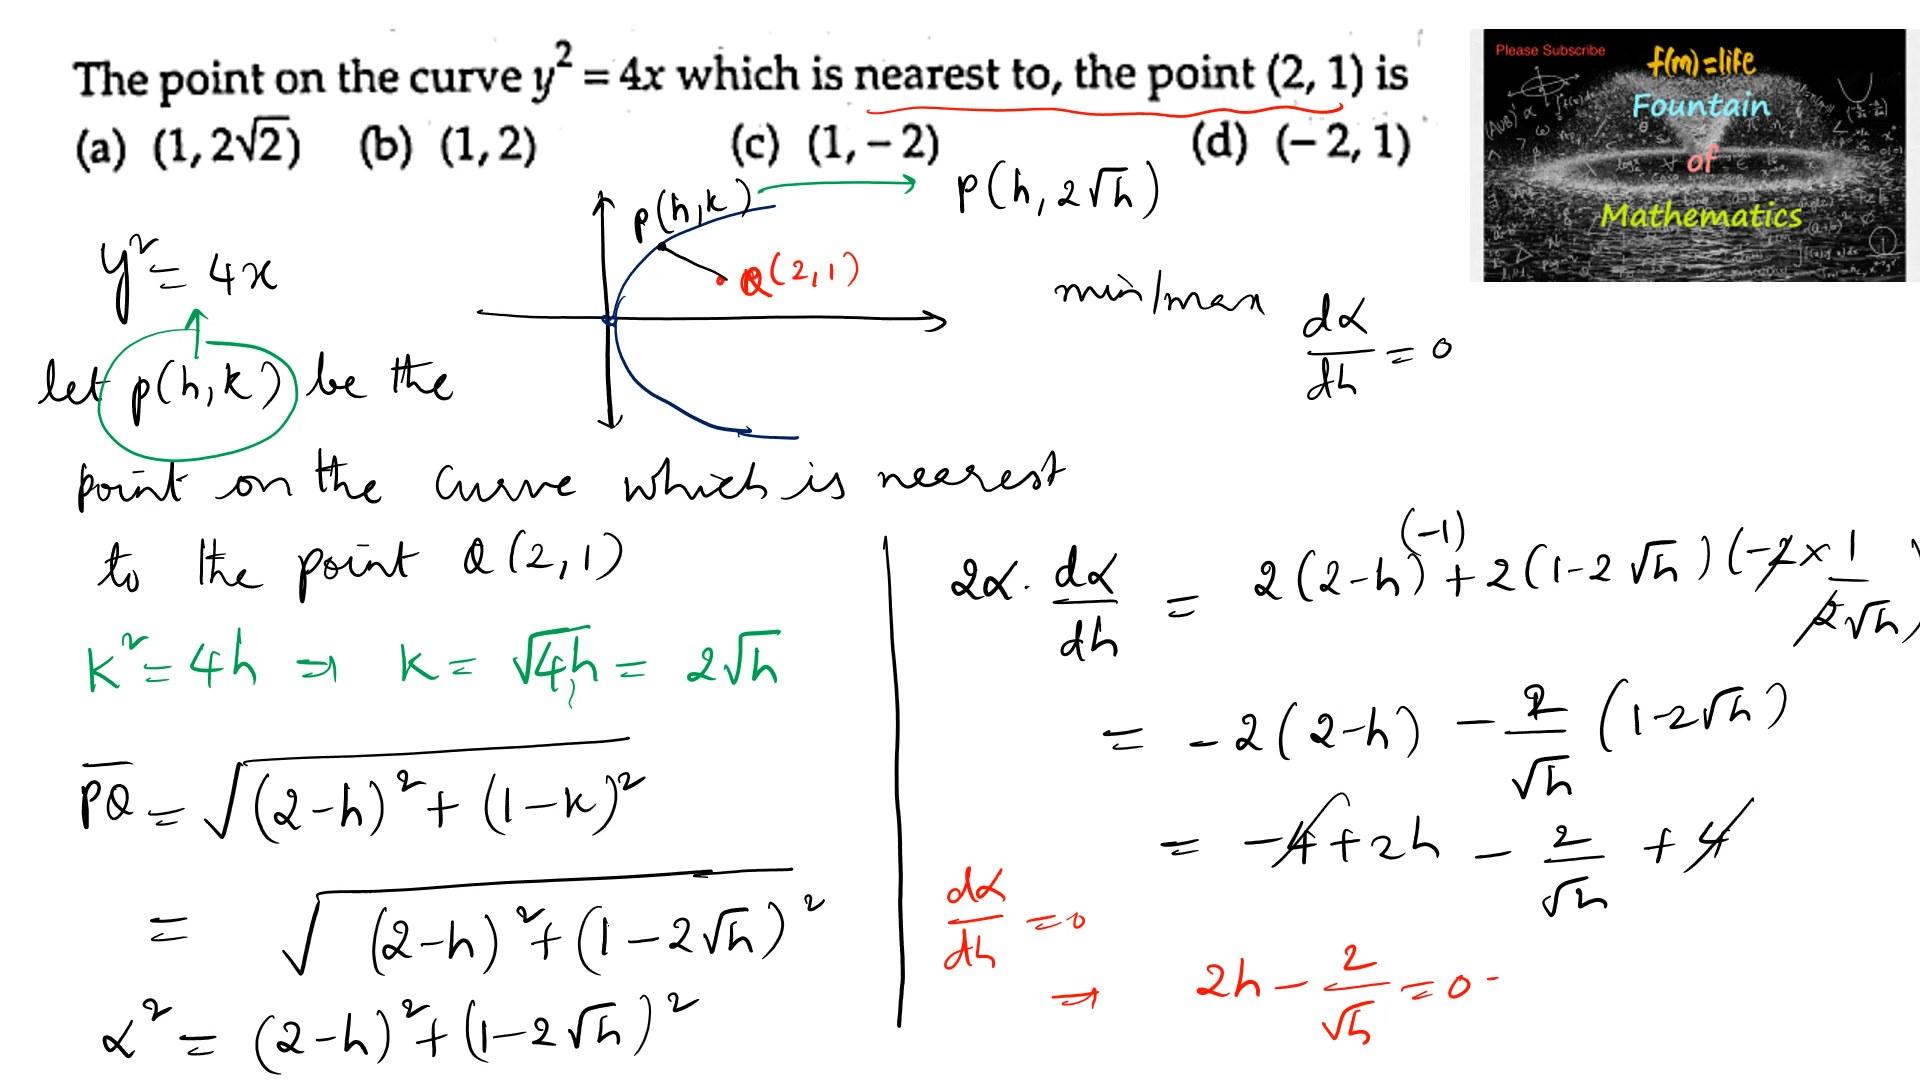 The point on the curve y² = 4x which is nearest to, the point (2, 1) is
(a) (1, 2√2) (b) (1, 2) (c) (1, – 2) (d) (– 2, 1)
Please Subscribe
f(m)=life
Fountain
of
Mathematics
P(h,k) → P(h, 2√h)
Q(2,1)
y² = 4x
let P(h,k) be the
point on the curve which is nearest
to the point Q(2,1)
k² = 4h ⇒ k = √4h = 2√h
PQ = √(2-h)² + (1-k)²
= √(2-h)² + (1-2√h)²
α² = (2-h)² + (1-2√h)²
min/max dα/dh = 0
2α · dα/dh = 2(2-h)(-1) + 2(1-2√h)(-2 × 1/2√h)
= -2(2-h) - 2/√h (1-2√h)
= -4 + 2h - 2/√h + 4
dα/dh = 0
⇒ 2h - 2/√h = 0